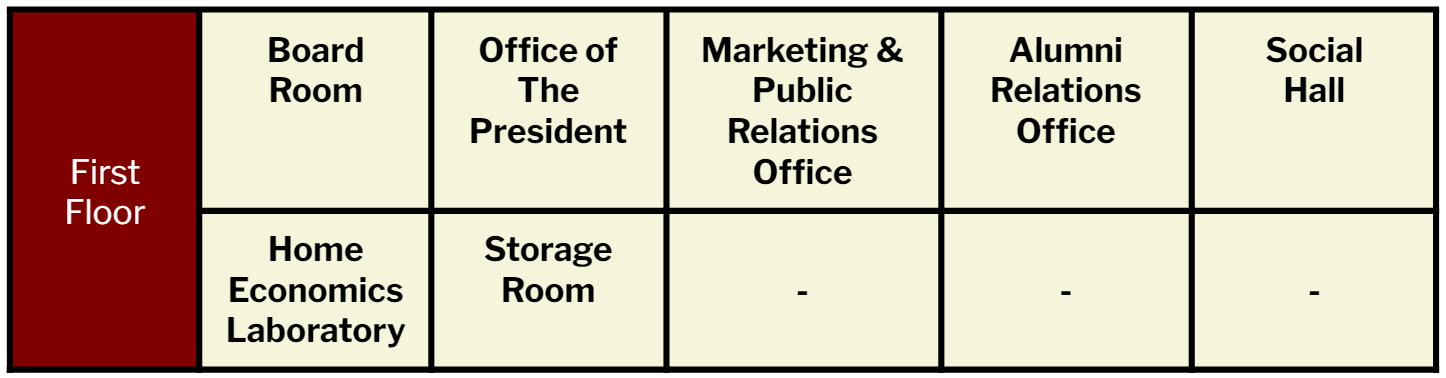 First
Floor
Board
Room
Office of
The
President
Marketing &
Public
Relations
Office
Alumni
Relations
Office
Social
Hall
Home
Economics
Laboratory
Storage
Room
-
-
-